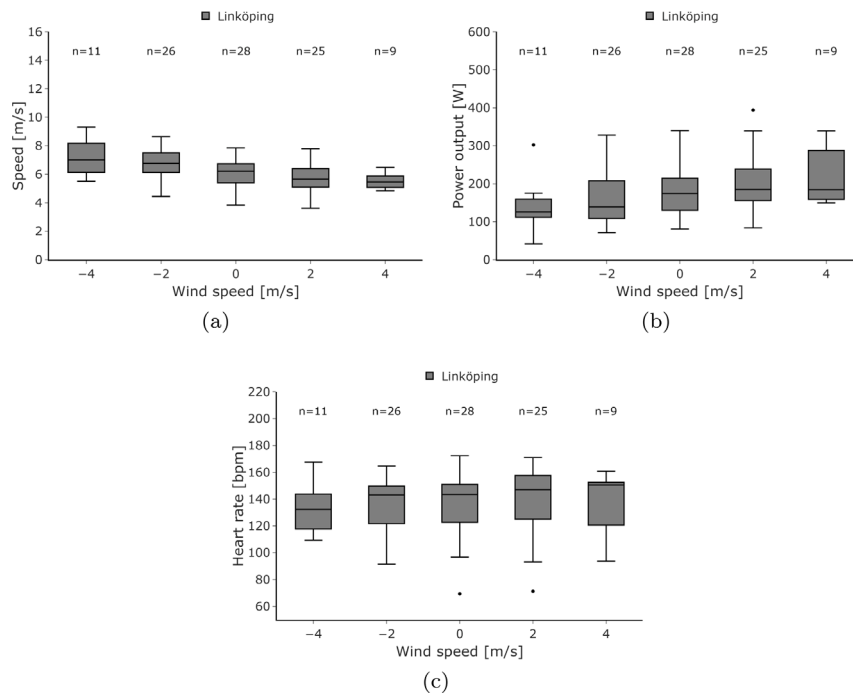 Linköping
16
14
12
10
8
6
4
2
0
Speed [m/s]
n=11 n=26 n=28 n=25 n=9
−4 −2 0 2 4
Wind speed [m/s]
(a)
Linköping
600
500
400
300
200
100
0
Power output [W]
n=11 n=26 n=28 n=25 n=9
−4 −2 0 2 4
Wind speed [m/s]
(b)
Linköping
220
200
180
160
140
120
100
80
60
Heart rate [bpm]
n=11 n=26 n=28 n=25 n=9
−4 −2 0 2 4
Wind speed [m/s]
(c)